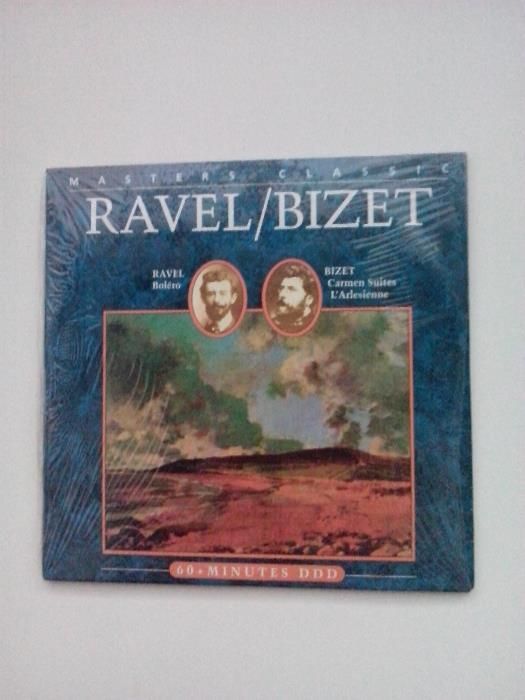 MASTERS CLASSIC
RAVEL/BIZET
RAVEL
Boléro
BIZET
Carmen Suites
L'Arlesienne
60+ MINUTES DDD